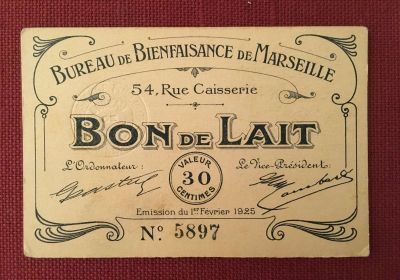 BUREAU DE BIENFAISANCE DE MARSEILLE
54, RUE CAISSERIE
BON DE LAIT
L'Ordonnateur:
VALEUR
30
CENTIMES
Le Vice-Président:
Emission du 1er Février 1925
N° 5897